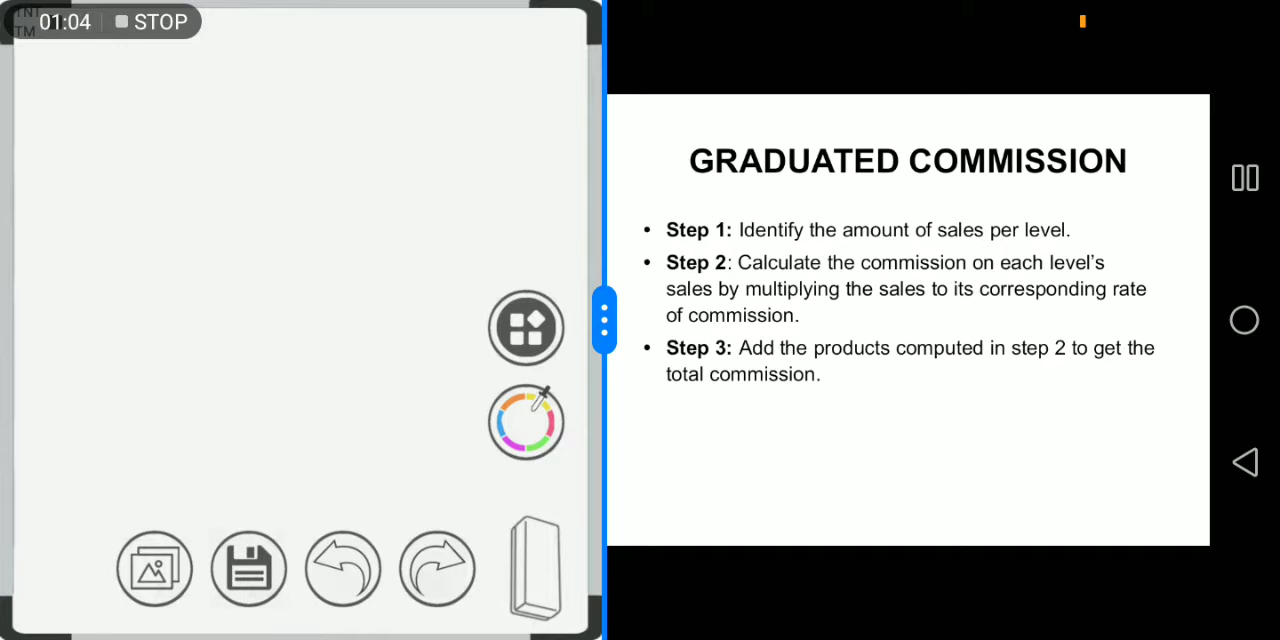 TNT
TM
01:04
STOP
GRADUATED COMMISSION
• Step 1: Identify the amount of sales per level.
• Step 2: Calculate the commission on each level's
sales by multiplying the sales to its corresponding rate
of commission.
• Step 3: Add the products computed in step 2 to get the
total commission.